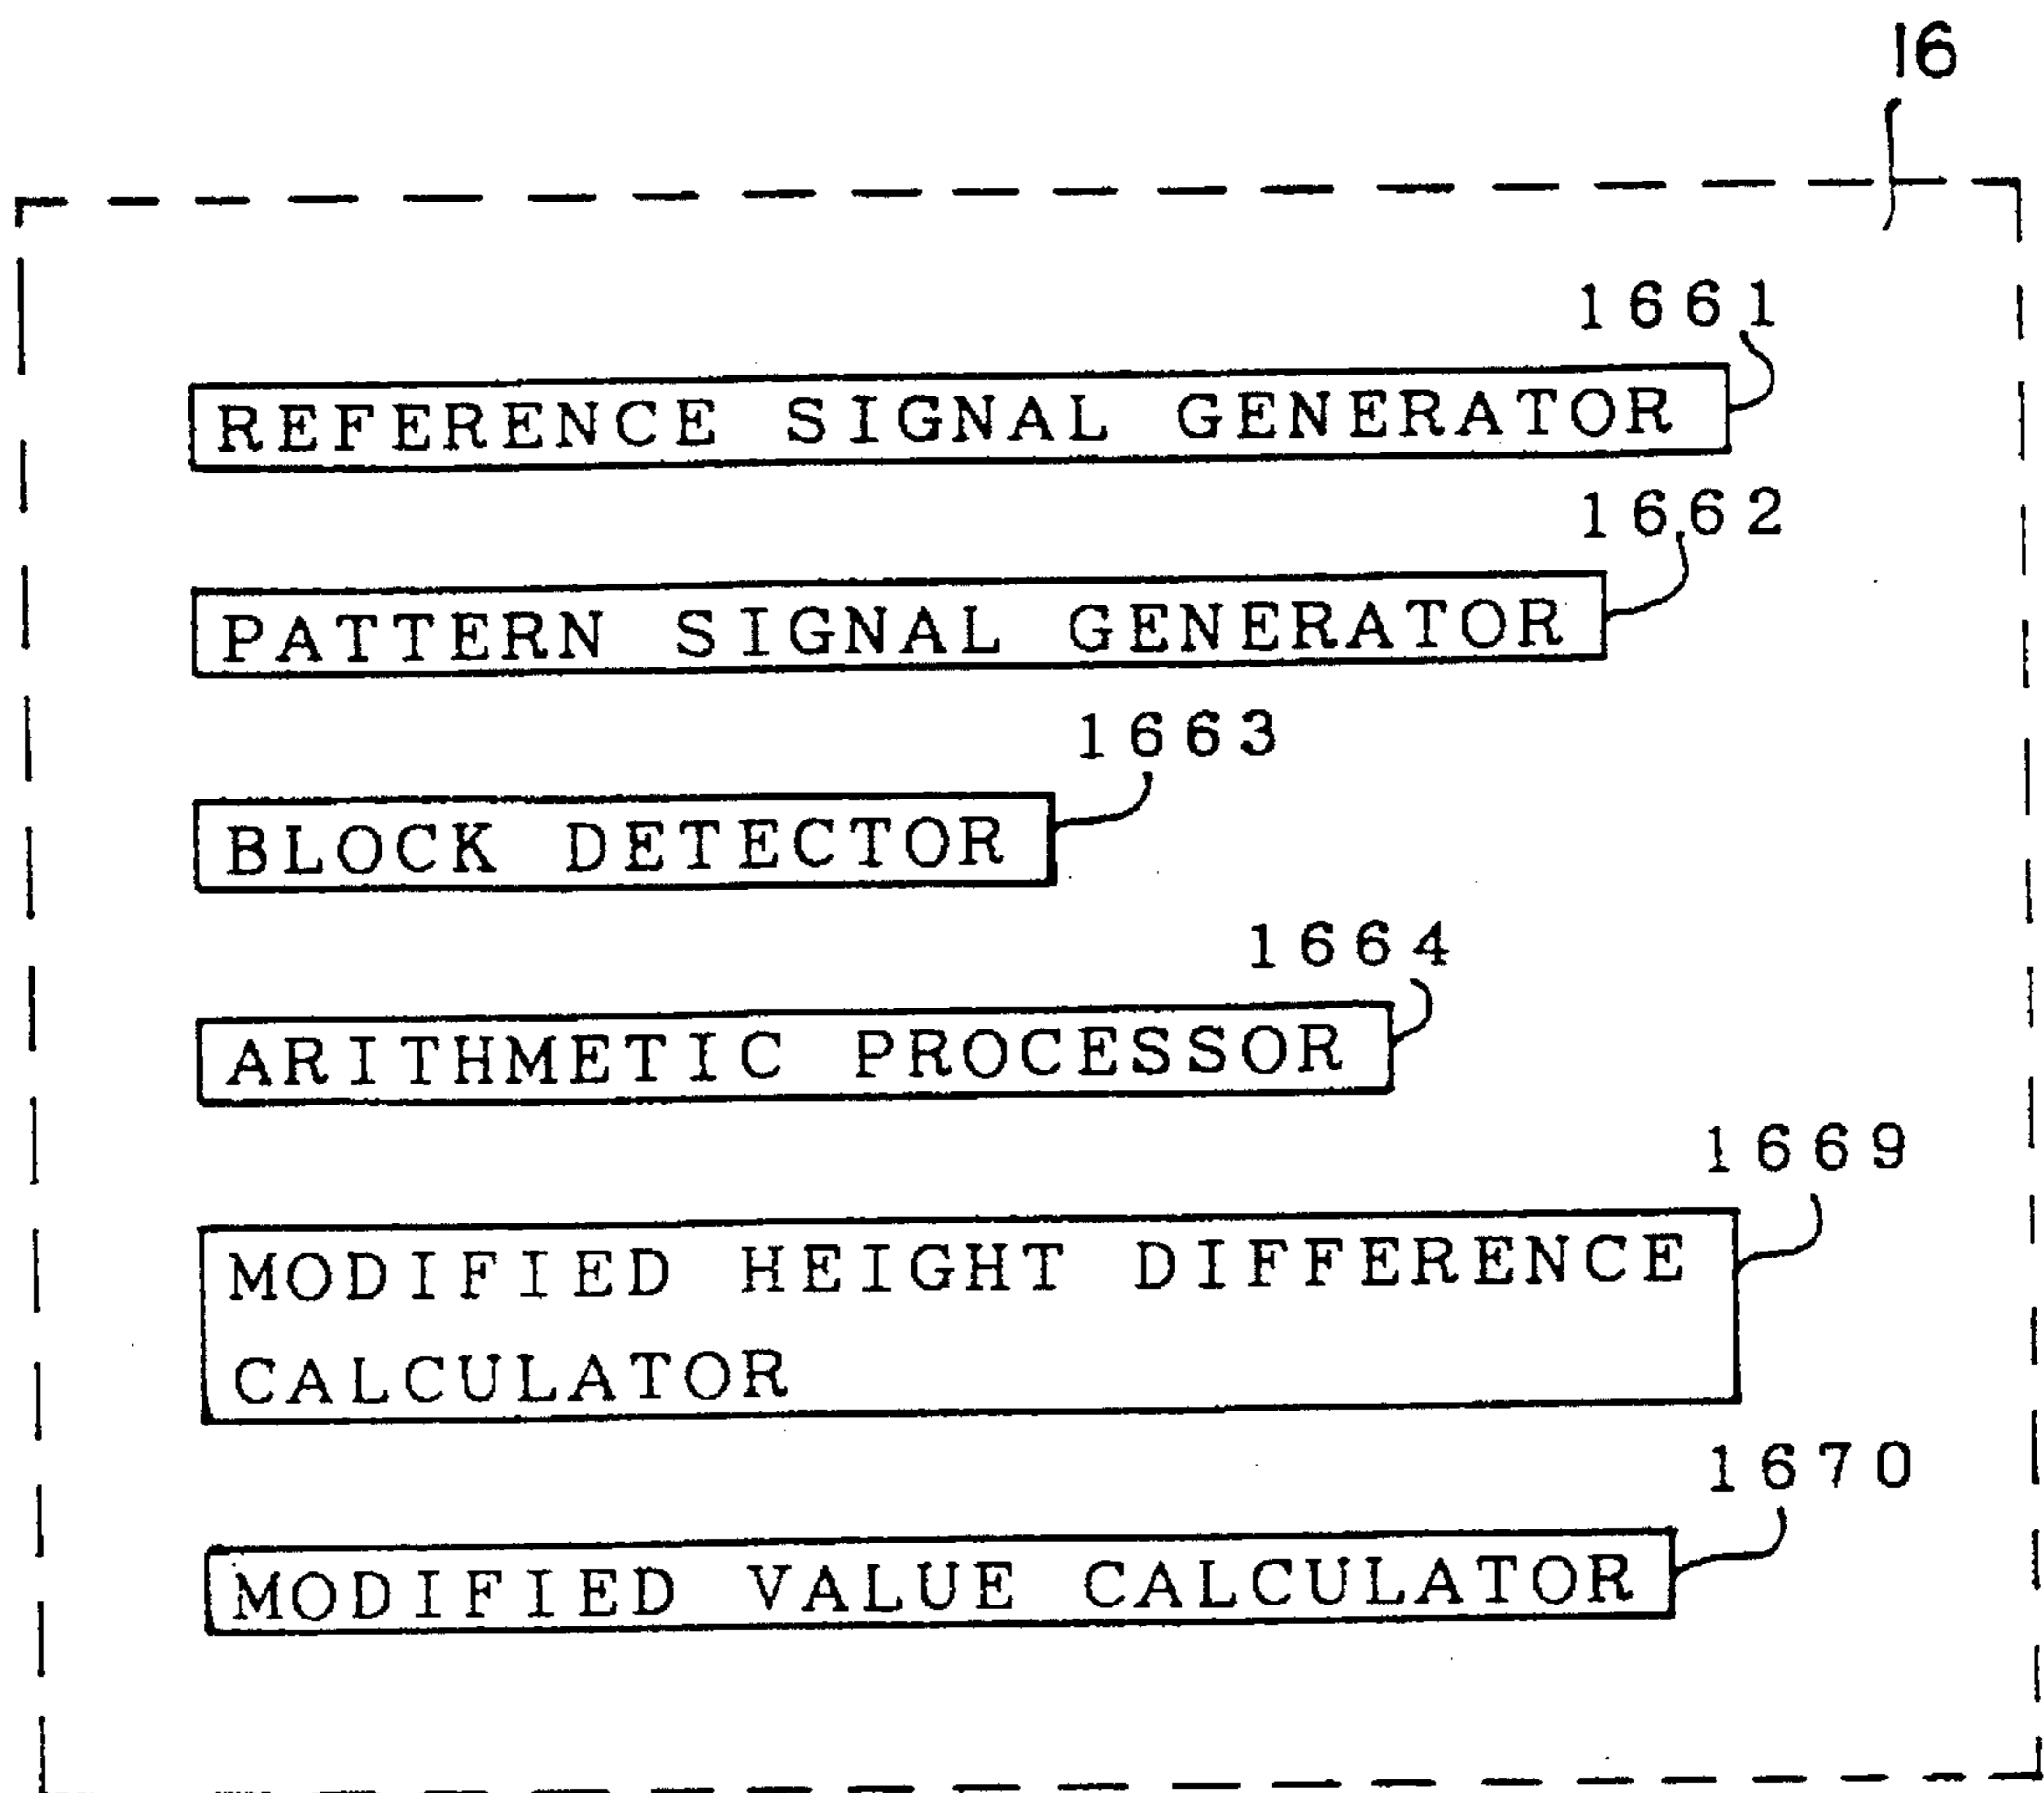 16
1661
REFERENCE SIGNAL GENERATOR
1662
PATTERN SIGNAL GENERATOR
1663
BLOCK DETECTOR
1664
ARITHMETIC PROCESSOR
1669
MODIFIED HEIGHT DIFFERENCE
CALCULATOR
1670
MODIFIED VALUE CALCULATOR